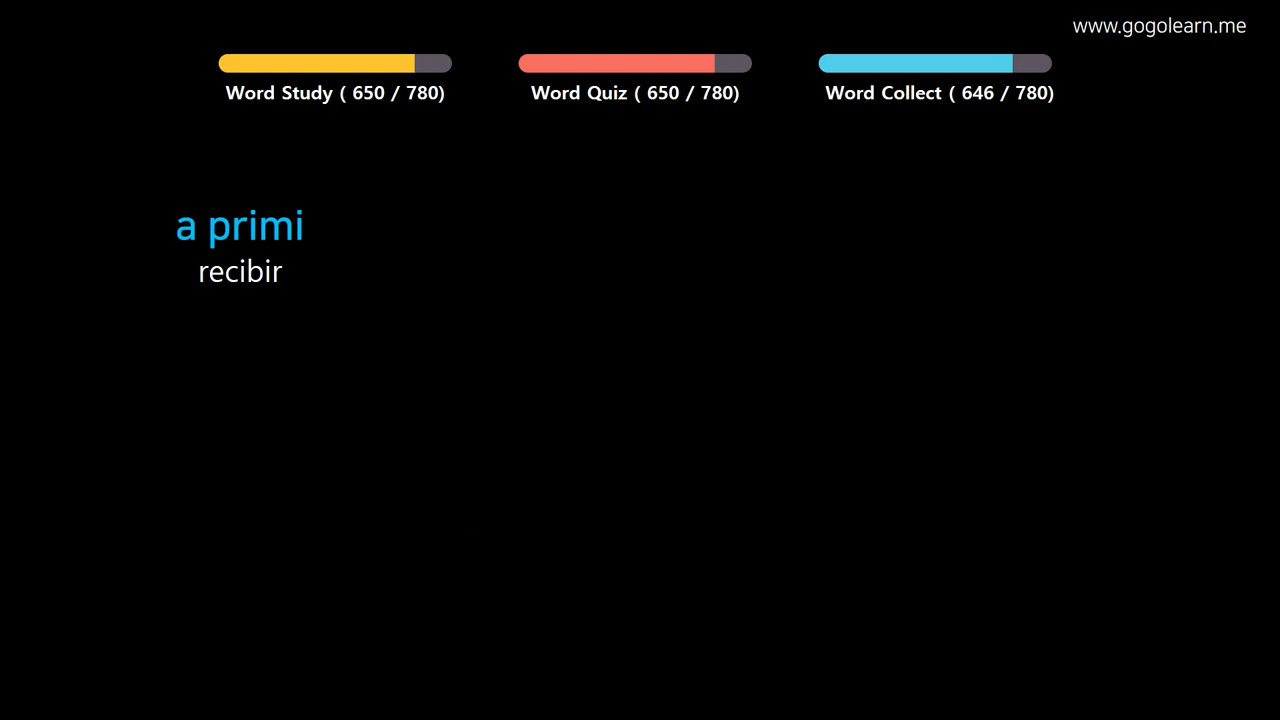 www.gogolearn.me
Word Study ( 650 / 780)
Word Quiz ( 650 / 780)
Word Collect ( 646 / 780)
a primi
recibir